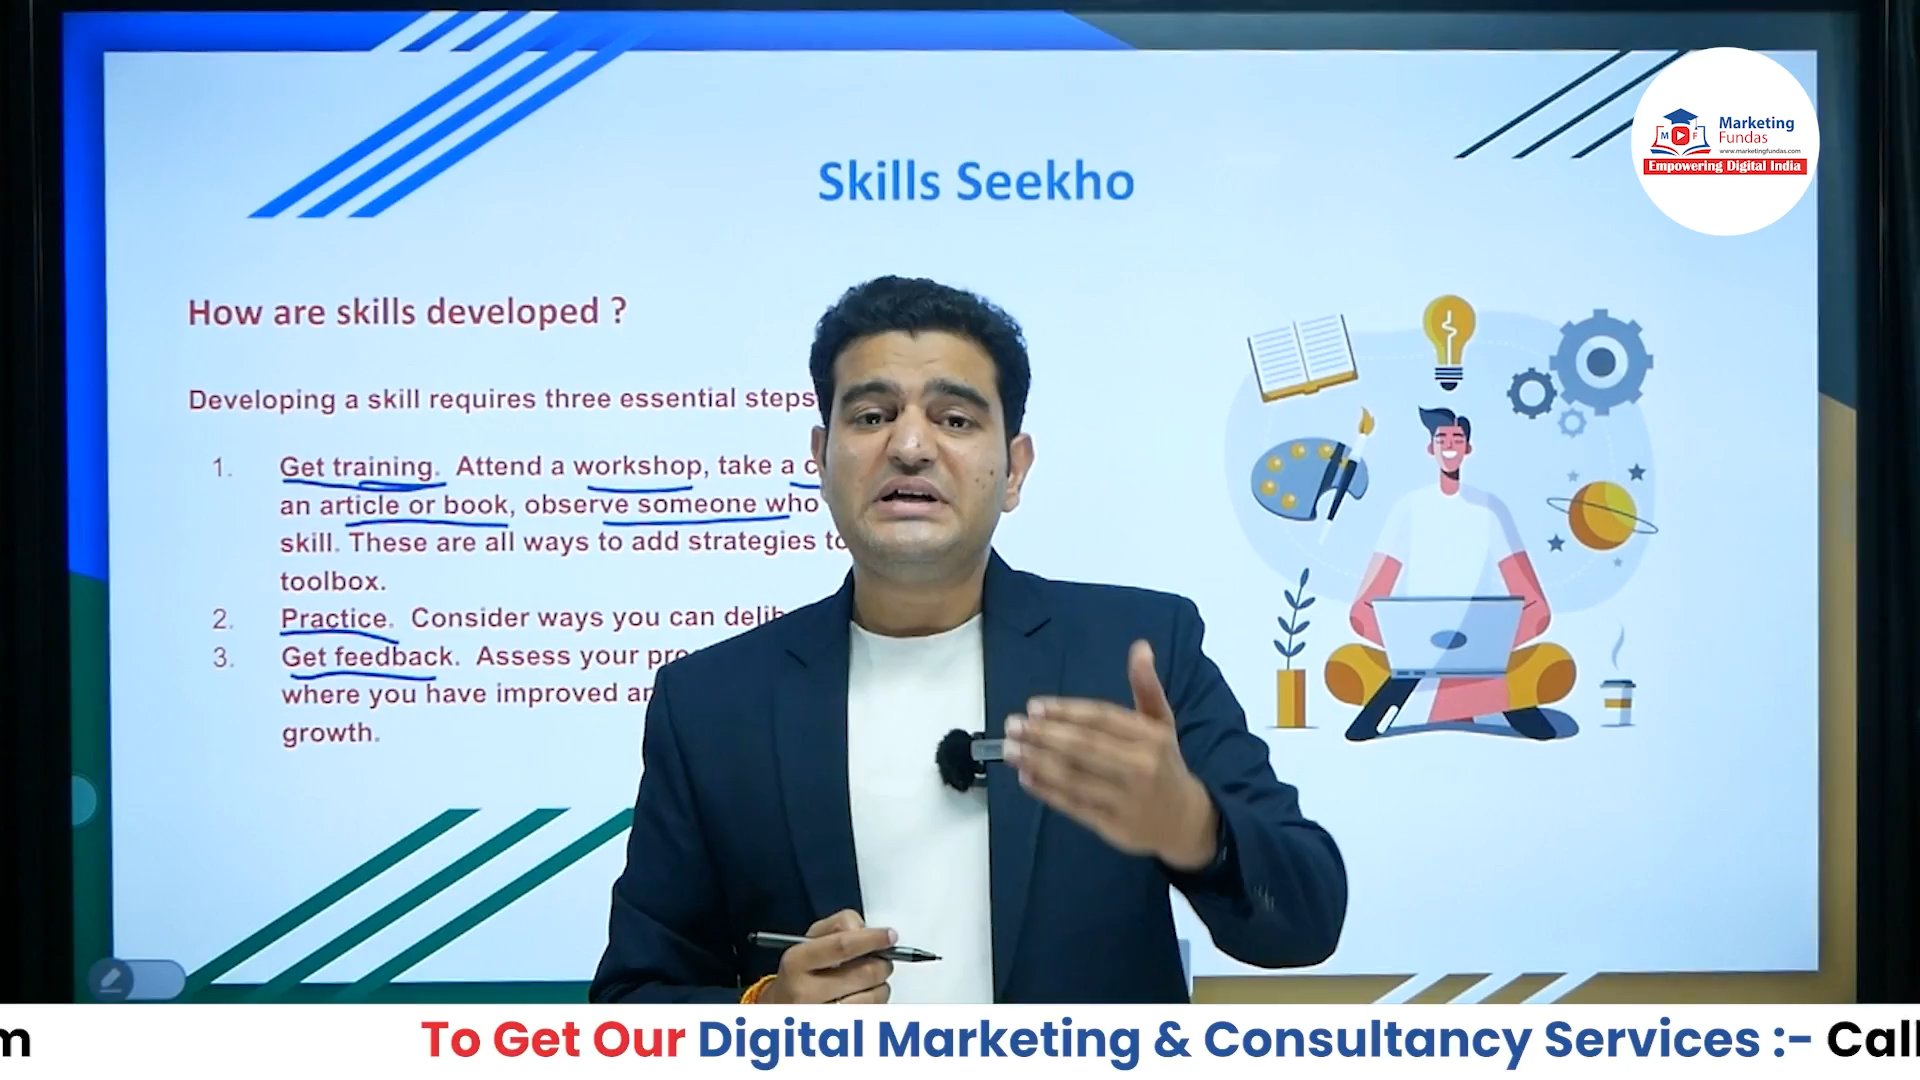 M F
Marketing
Fundas
www.marketingfundas.com
Empowering Digital India
Skills Seekho
How are skills developed ?
Developing a skill requires three essential steps
1. Get training. Attend a workshop, take a
an article or book, observe someone who
skill. These are all ways to add strategies to
toolbox.
2. Practice. Consider ways you can
3. Get feedback. Assess your
where you have improved
growth.
To Get Our Digital Marketing & Consultancy Services :- Call